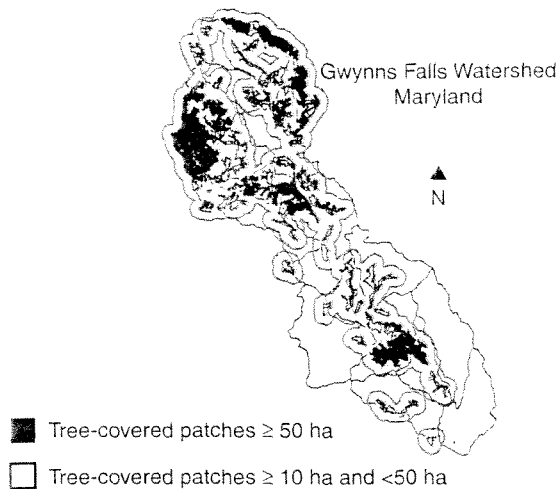 Gwynns Falls Watershed
Maryland
N
Tree-covered patches ≥ 50 ha
Tree-covered patches ≥ 10 ha and <50 ha